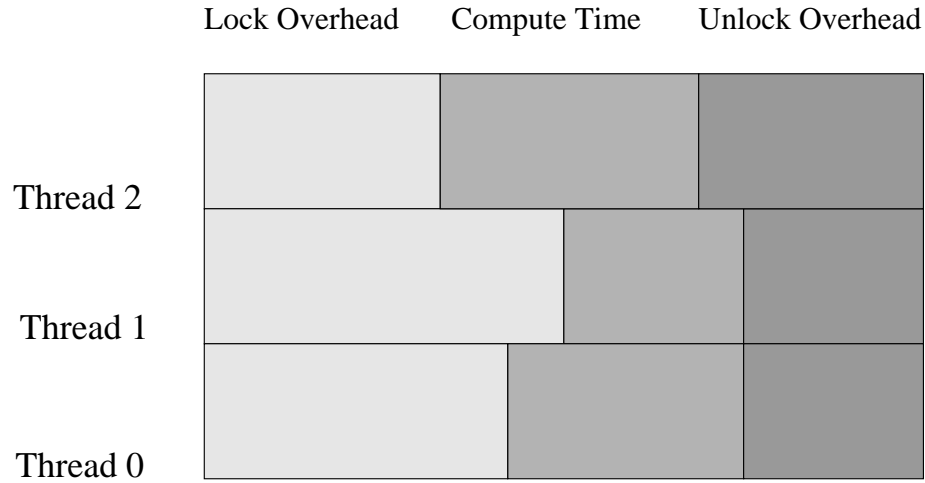 Lock Overhead Compute Time Unlock Overhead
Thread 2
Thread 1
Thread 0